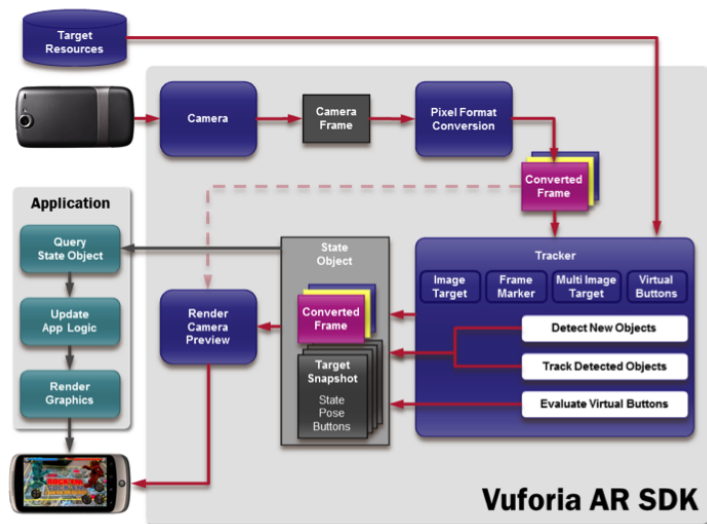 Target
Resources
Camera
Camera
Frame
Pixel Format
Conversion
Converted
Frame
Application
Query
State Object
Update
App Logic
Render
Graphics
Render
Camera
Preview
State
Object
Converted
Frame
Target
Snapshot
State
Pose
Buttons
Tracker
Image
Target
Frame
Marker
Multi Image
Target
Virtual
Buttons
Detect New Objects
Track Detected Objects
Evaluate Virtual Buttons
Vuforia AR SDK